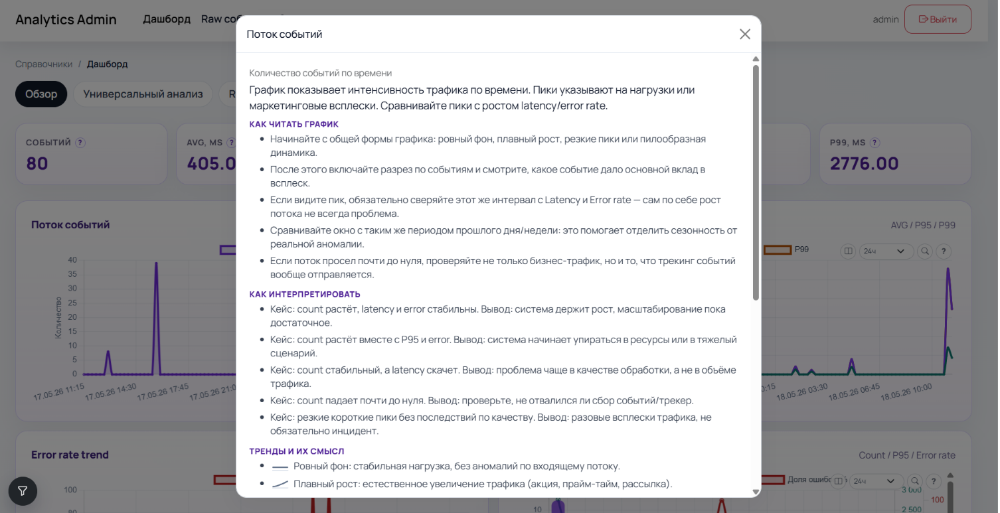 Analytics Admin
Дашборд
Raw
admin
Выйти
Справочники / Дашборд
Обзор
Универсальный анализ
СОБЫТИЙ ?
80
AVG, MS ?
405.0
P99, MS ?
2776.00
Поток событий
Количество
40
35
30
25
20
15
10
5
0
17.05.26 11:15
17.05.26 14:30
17.05.26 17:45
AVG / P95 / P99
P99
24ч
?
18.05.26 03:30
18.05.26 06:45
18.05.26 10:00
Error rate trend
100
80
Count / P95 / Error rate
24ч
?
3 000
100
2 500
10
Поток событий
Количество событий по времени
График показывает интенсивность трафика по времени. Пики указывают на нагрузки или
маркетинговые всплески. Сравнивайте пики с ростом latency/error rate.
КАК ЧИТАТЬ ГРАФИК
Начинайте с общей формы графика: ровный фон, плавный рост, резкие пики или пилообразная
динамика.
После этого включайте разрез по событиям и смотрите, какое событие дало основной вклад в
всплеск.
Если видите пик, обязательно сверяйте этот же интервал с Latency и Error rate — сам по себе рост
потока не всегда проблема.
Сравнивайте окно с таким же периодом прошлого дня/недели: это помогает отделить сезонность от
реальной аномалии.
Если поток просел почти до нуля, проверяйте не только бизнес-трафик, но и то, что трекинг событий
вообще отправляется.
КАК ИНТЕРПРЕТИРОВАТЬ
Кейс: count растёт, latency и error стабильны. Вывод: система держит рост, масштабирование пока
достаточное.
Кейс: count растёт вместе с P95 и error. Вывод: система начинает упираться в ресурсы или в тяжелый
сценарий.
Кейс: count стабильный, а latency скачет. Вывод: проблема чаще в качестве обработки, а не в объёме
трафика.
Кейс: count падает почти до нуля. Вывод: проверьте, не отвалился ли сбор событий/трекер.
Кейс: резкие короткие пики без последствий по качеству. Вывод: разовые всплески трафика, не
обязательно инцидент.
ТРЕНДЫ И ИХ СМЫСЛ
Ровный фон: стабильная нагрузка, без аномалий по входящему потоку.
Плавный рост: естественное увеличение трафика (акция, прайм-тайм, рассылка).